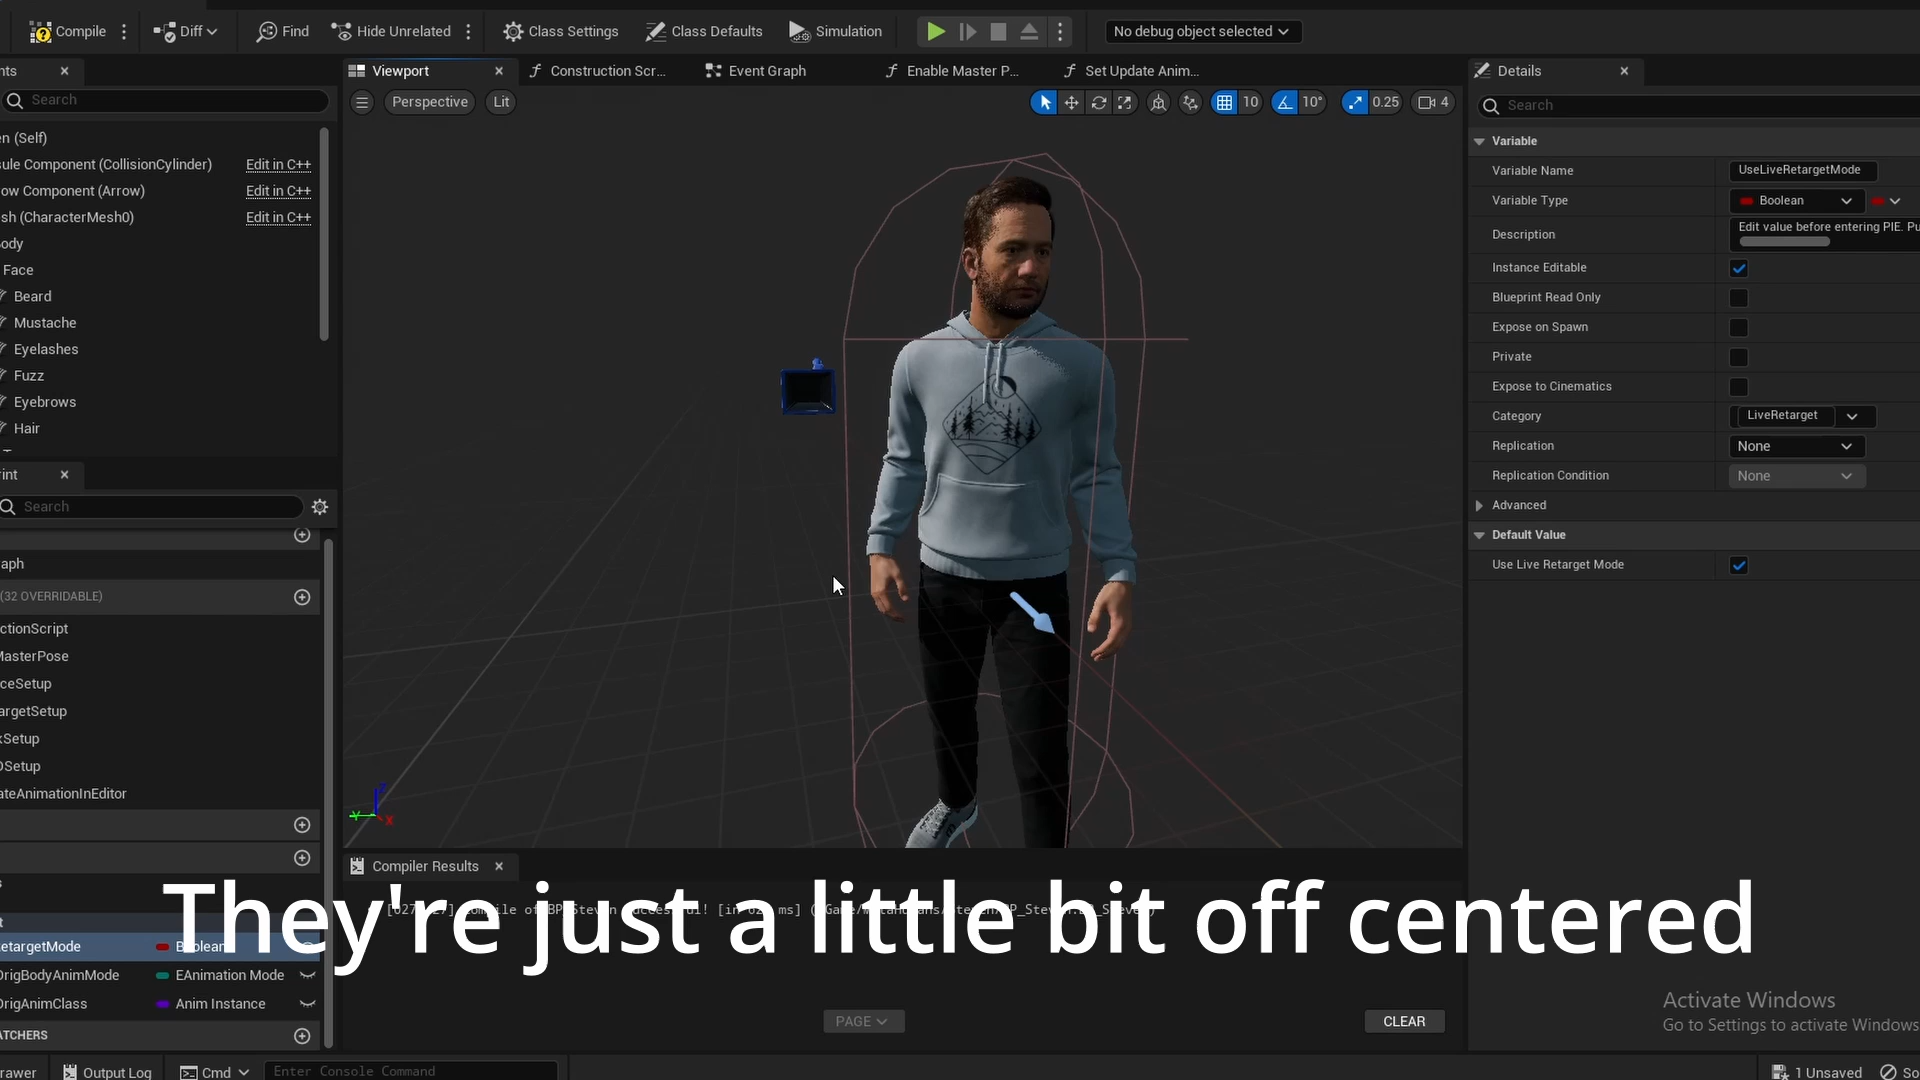 Compile
Diff
Find
Hide Unrelated
Class Settings
Class Defaults
Simulation
No debug object selected
nts
Search
en (Self)
sule Component (CollisionCylinder) Edit in C++
ow Component (Arrow) Edit in C++
sh (CharacterMesh0) Edit in C++
ody
Face
Beard
Mustache
Eyelashes
Fuzz
Eyebrows
Hair
rint
Search
aph
(32 OVERRIDABLE)
ctionScript
MasterPose
ceSetup
argetSetup
kSetup
OSetup
ateAnimationInEditor
s
t
etargetMode Boolean
OrigBodyAnimMode EAnimation Mode
OrigAnimClass Anim Instance
ATCHERS
Viewport
Construction Scr...
Event Graph
Enable Master P...
Set Update Anim...
Perspective
Lit
10
10°
0.25
4
Y
Z
X
Compiler Results
They're just a little bit off centered
PAGE
CLEAR
Details
Search
Variable
Variable Name UseLiveRetargetMode
Variable Type Boolean
Description Edit value before entering PIE. Pu
Instance Editable
Blueprint Read Only
Expose on Spawn
Private
Expose to Cinematics
Category LiveRetarget
Replication None
Replication Condition None
Advanced
Default Value
Use Live Retarget Mode
Activate Windows
Go to Settings to activate Windows
rawer
Output Log
Cmd
Enter Console Command
1 Unsaved
So